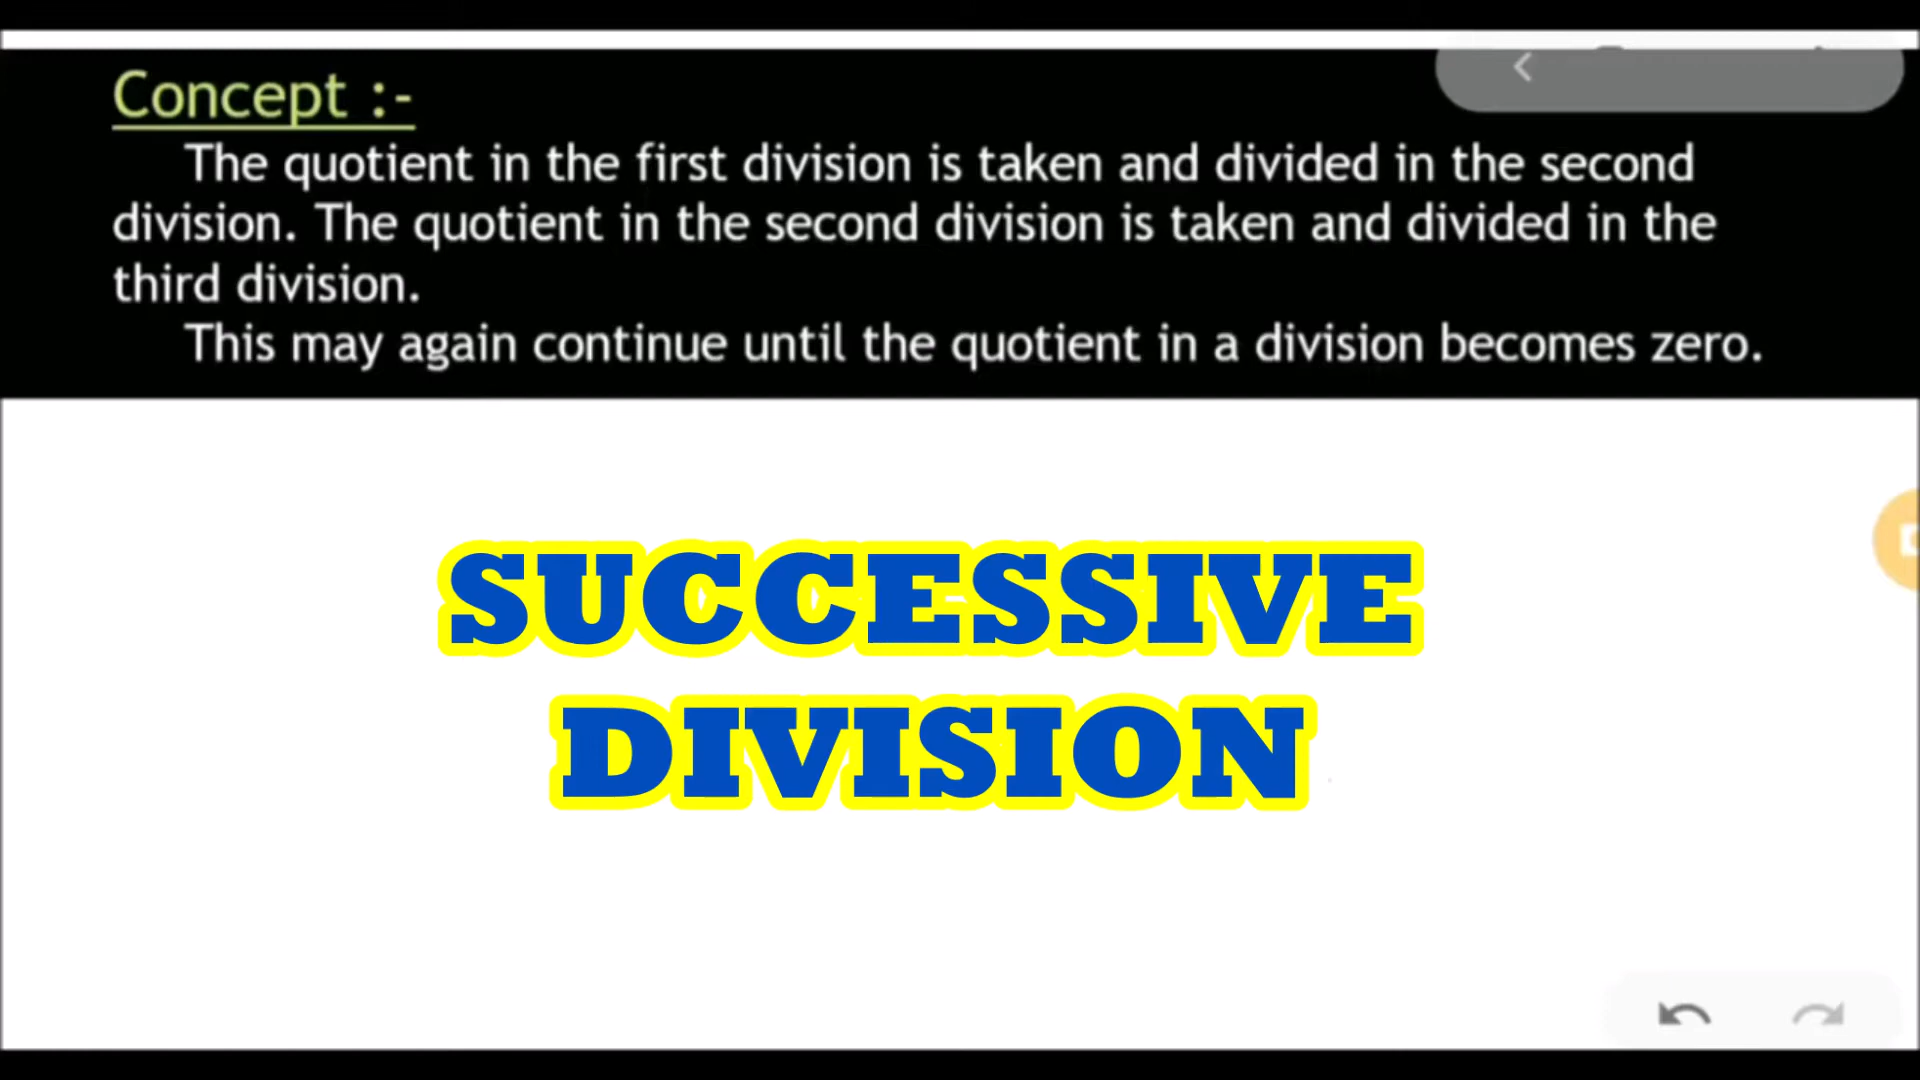 Concept :-
The quotient in the first division is taken and divided in the second
division. The quotient in the second division is taken and divided in the
third division.
This may again continue until the quotient in a division becomes zero.
SUCCESSIVE
DIVISION